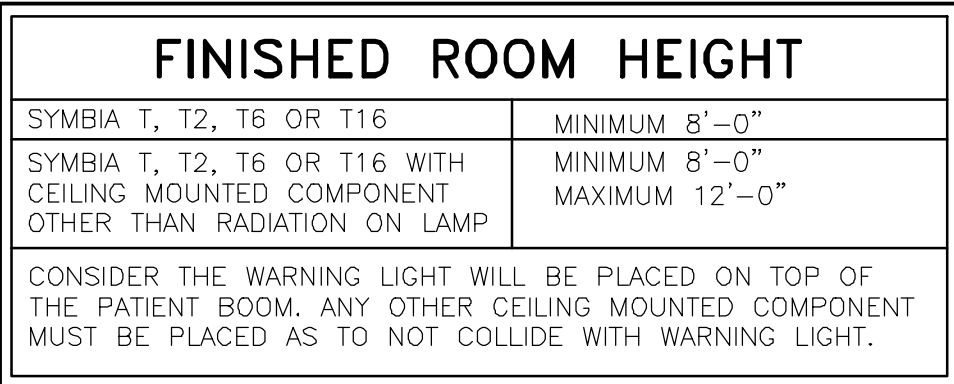 FINISHED ROOM HEIGHT
SYMBIA T, T2, T6 OR T16
MINIMUM 8'-0"
SYMBIA T, T2, T6 OR T16 WITH
CEILING MOUNTED COMPONENT
OTHER THAN RADIATION ON LAMP
MINIMUM 8'-0"
MAXIMUM 12'-0"
CONSIDER THE WARNING LIGHT WILL BE PLACED ON TOP OF
THE PATIENT BOOM. ANY OTHER CEILING MOUNTED COMPONENT
MUST BE PLACED AS TO NOT COLLIDE WITH WARNING LIGHT.